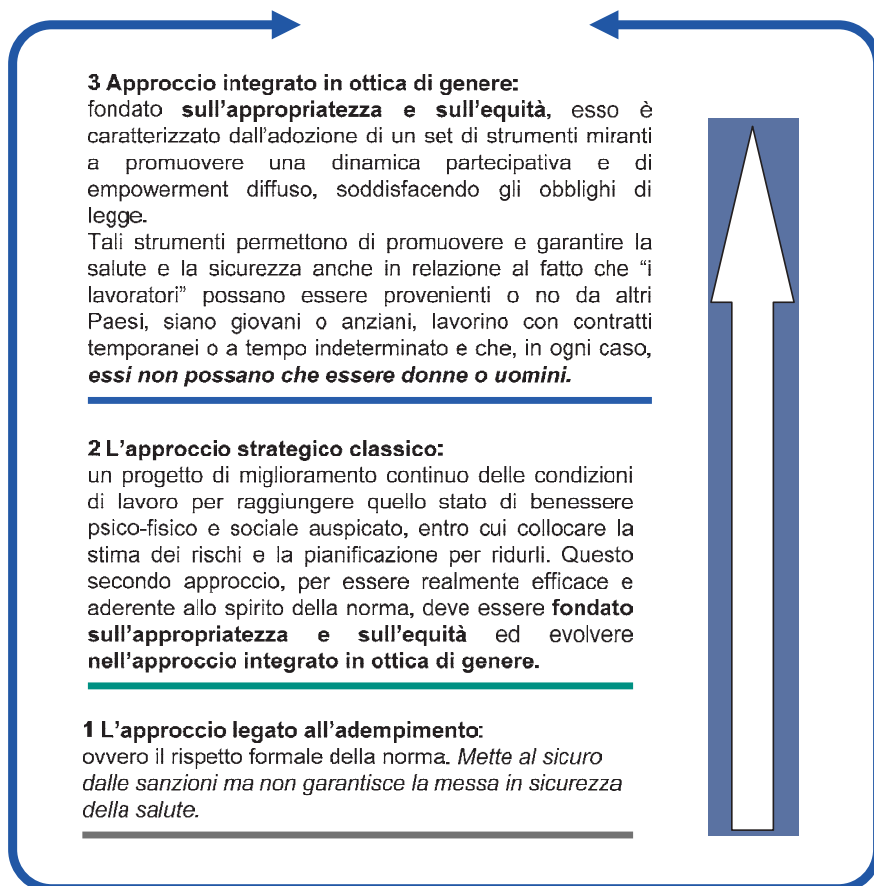 3 Approccio integrato in ottica di genere:
fondato sull'appropriatezza e sull'equità, esso è
caratterizzato dall'adozione di un set di strumenti miranti
a promuovere una dinamica partecipativa e di
empowerment diffuso, soddisfacendo gli obblighi di
legge.
Tali strumenti permettono di promuovere e garantire la
salute e la sicurezza anche in relazione al fatto che “i
lavoratori” possano essere provenienti o no da altri
Paesi, siano giovani o anziani, lavorino con contratti
temporanei o a tempo indeterminato e che, in ogni caso,
essi non possano che essere donne o uomini.
2 L'approccio strategico classico:
un progetto di miglioramento continuo delle condizioni
di lavoro per raggiungere quello stato di benessere
psico-fisico e sociale auspicato, entro cui collocare la
stima dei rischi e la pianificazione per ridurli. Questo
secondo approccio, per essere realmente efficace e
aderente allo spirito della norma, deve essere fondato
sull'appropriatezza e sull'equità ed evolvere
nell'approccio integrato in ottica di genere.
1 L'approccio legato all'adempimento:
ovvero il rispetto formale della norma. Mette al sicuro
dalle sanzioni ma non garantisce la messa in sicurezza
della salute.